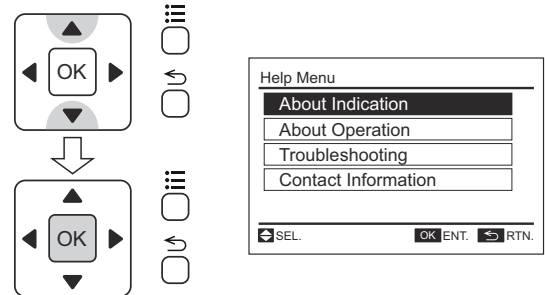 OK
OK
Help Menu
About Indication
About Operation
Troubleshooting
Contact Information
SEL. OK ENT. RTN.